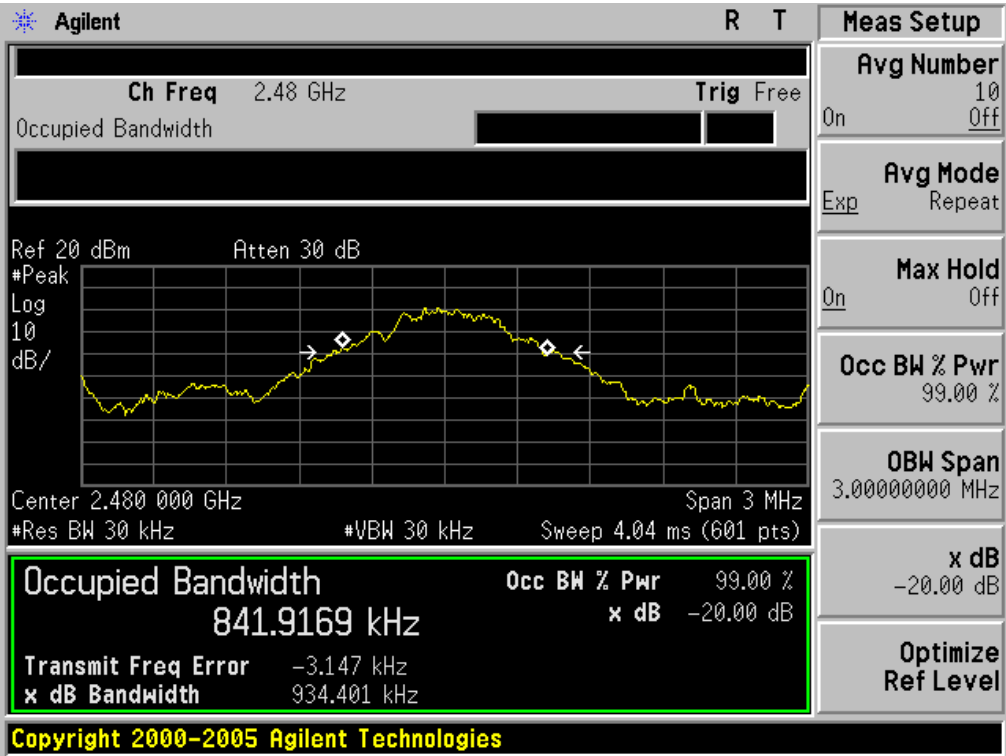 Agilent R T Meas Setup
Ch Freq 2.48 GHz Trig Free
Occupied Bandwidth
Avg Number
10
On Off
Avg Mode
Exp Repeat
Max Hold
On Off
Occ BW % Pwr
99.00 %
OBW Span
3.00000000 MHz
x dB
-20.00 dB
Optimize
Ref Level
Ref 20 dBm Atten 30 dB
#Peak
Log
10
dB/
Center 2.480 000 GHz Span 3 MHz
#Res BW 30 kHz #VBW 30 kHz Sweep 4.04 ms (601 pts)
Occupied Bandwidth Occ BW % Pwr 99.00 %
841.9169 kHz x dB -20.00 dB
Transmit Freq Error -3.147 kHz
x dB Bandwidth 934.401 kHz
Copyright 2000-2005 Agilent Technologies